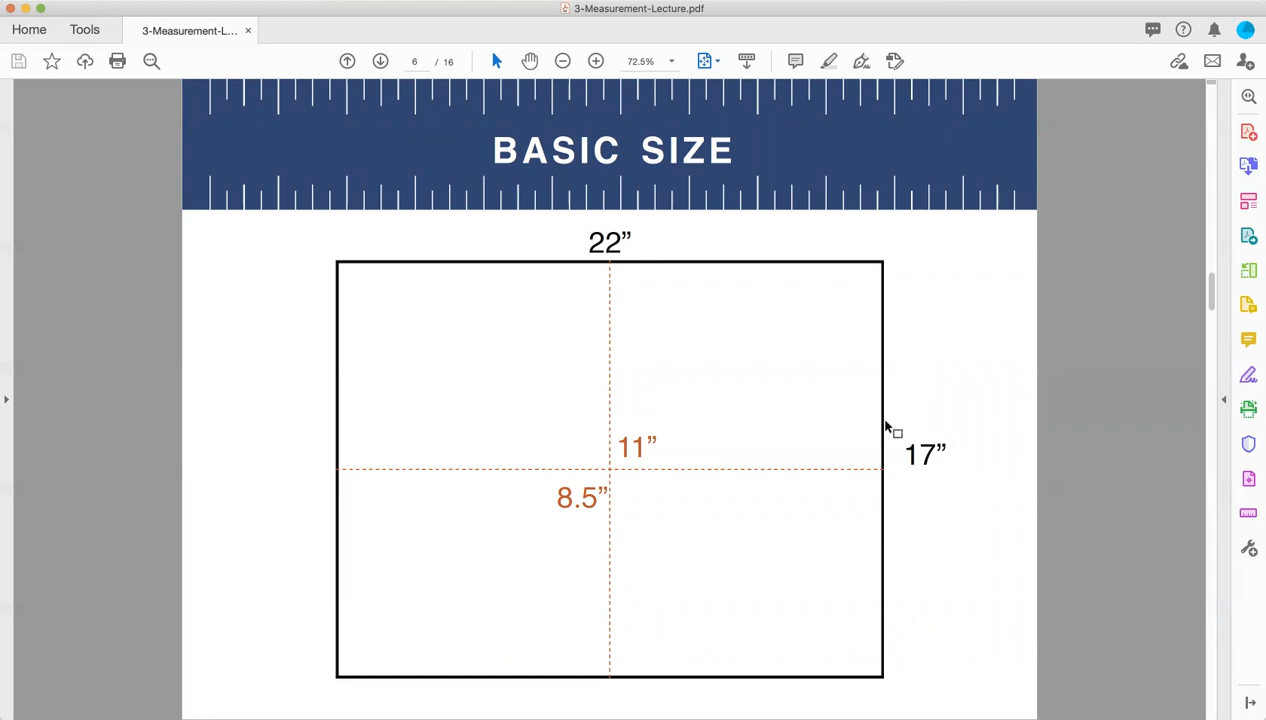 3-Measurement-Lecture.pdf
Home Tools 3-Measurement-L... ×
6 / 16 72.5%
BASIC SIZE
22”
11”
17”
8.5”